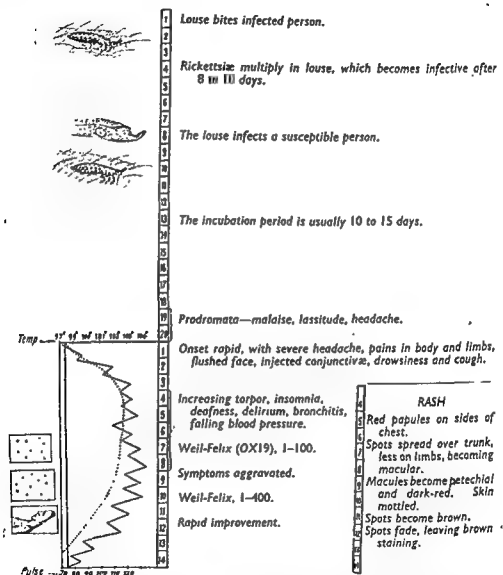 Louse bites infected person.
Rickettsiæ multiply in louse, which becomes infective after
8 to 10 days.
The louse infects a susceptible person.
The incubation period is usually 10 to 15 days.
Prodromata—malaise, lassitude, headache.
Temp
Onset rapid, with severe headache, pains in body and limbs,
flushed face, injected conjunctivæ, drowsiness and cough.
Increasing torpor, insomnia,
deafness, delirium, bronchitis,
falling blood pressure.
Weil-Felix (OX19), 1–100.
Symptoms aggravated.
Weil-Felix, 1–400.
Rapid improvement.
RASH
Red papules on sides of
chest.
Spots spread over trunk,
less on limbs, becoming
macular.
Macules become petechial
and dark-red. Skin
mottled.
Spots become brown.
Spots fade, leaving brown
staining.
Pulse